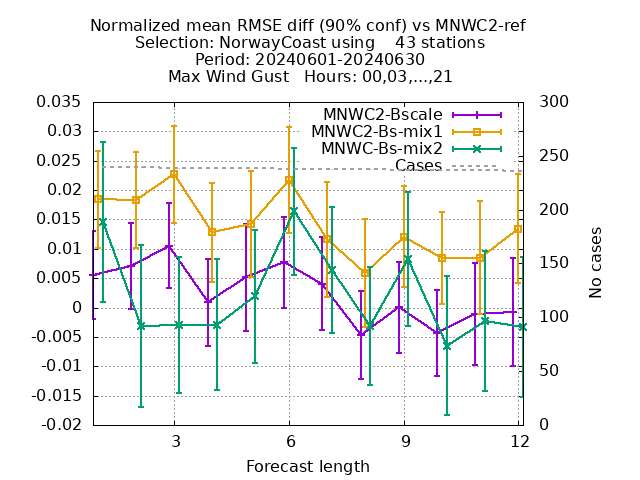 Normalized mean RMSE diff (90% conf) vs MNWC2-ref
Selection: NorwayCoast using    43 stations
Period: 20240601-20240630
Max Wind Gust   Hours: 00,03,...,21
MNWC2-Bscale
MNWC2-Bs-mix1
MNWC-Bs-mix2
Cases
0.035
0.03
0.025
0.02
0.015
0.01
0.005
0
-0.005
-0.01
-0.015
-0.02
300
250
200
150
100
50
0
No cases
3
6
9
12
Forecast length